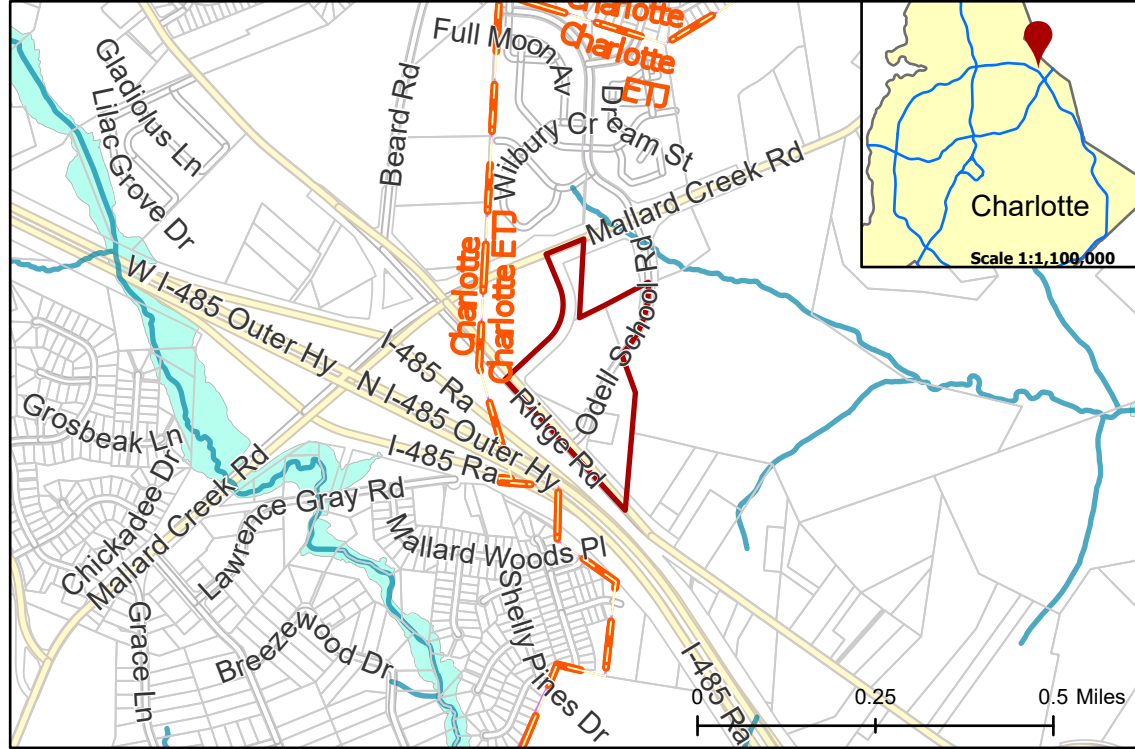 Charlotte
Charlotte
ETJ
Full Moon Av
Dream St
Wilbury Cr
Gladiolus Ln
Lilac Grove Dr
Beard Rd
Mallard Creek Rd
Charlotte
Charlotte ETJ
Odell School Rd
W I-485 Outer Hy
I-485 Ra
N I-485 Outer Hy
Ridge Rd
I-485 Ra
Grosbeak Ln
Chickadee Dr
Mallard Creek Rd
Lawrence Gray Rd
Mallard Woods Pl
Shelly Pines Dr
Grace Ln
Breezewood Dr
I-485 Ra
Charlotte
Scale 1:1,100,000
0 0.25 0.5 Miles